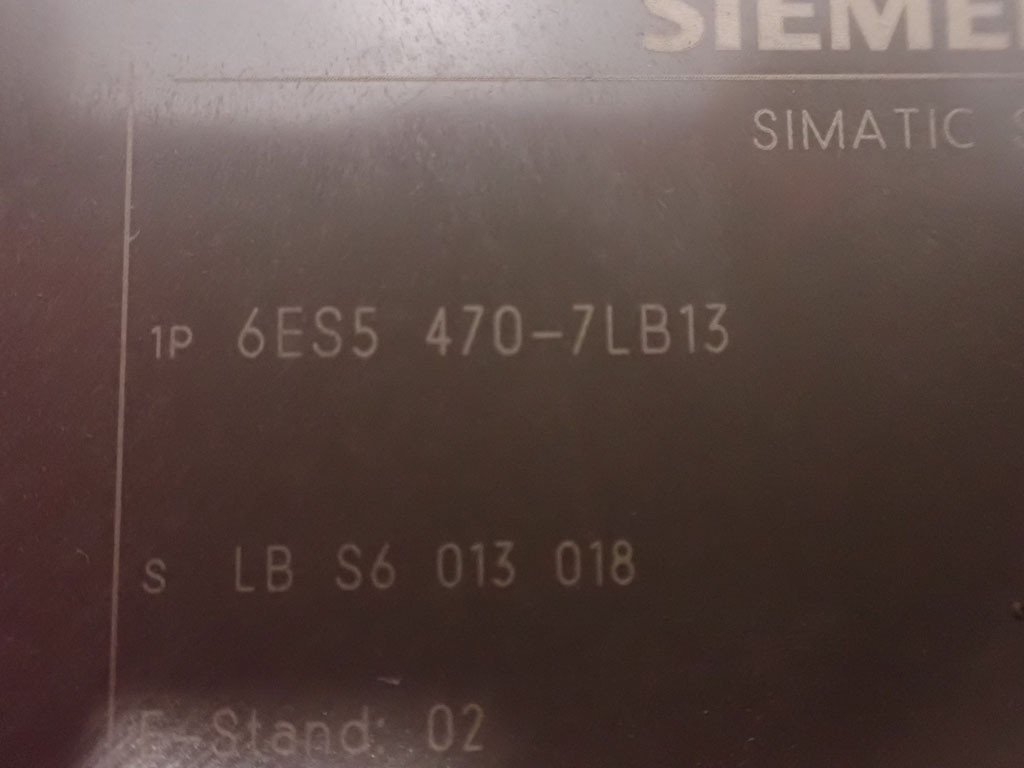 SIEME
SIMATIC S
1P 6ES5 470-7LB13
S LB S6 013 018
E-Stand: 02